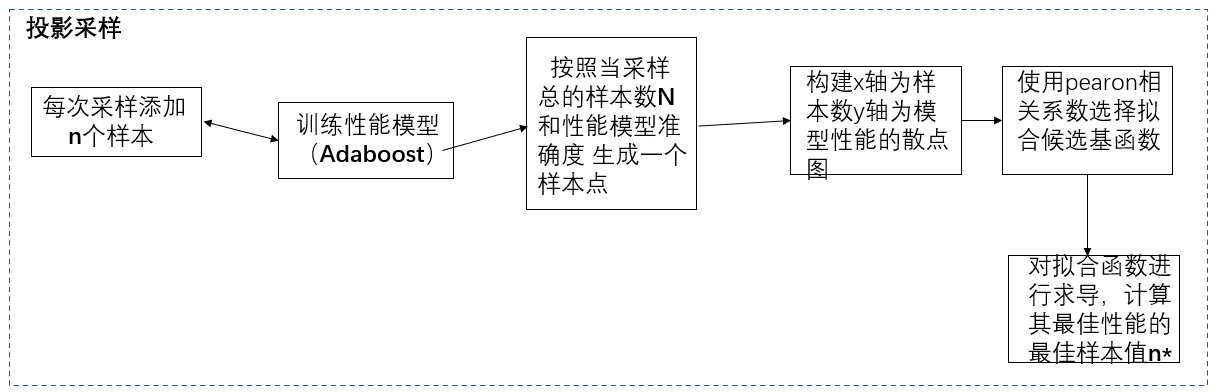 投影采样
每次采样添加
n个样本
训练性能模型
（Adaboost）
按照当采样
总的样本数N
和性能模型准
确度 生成一个
样本点
构建x轴为样
本数y轴为模
型性能的散点
图
使用pearon相
关系数选择拟
合候选基函数
对拟合函数进
行求导，计算
其最佳性能的
最佳样本值n*